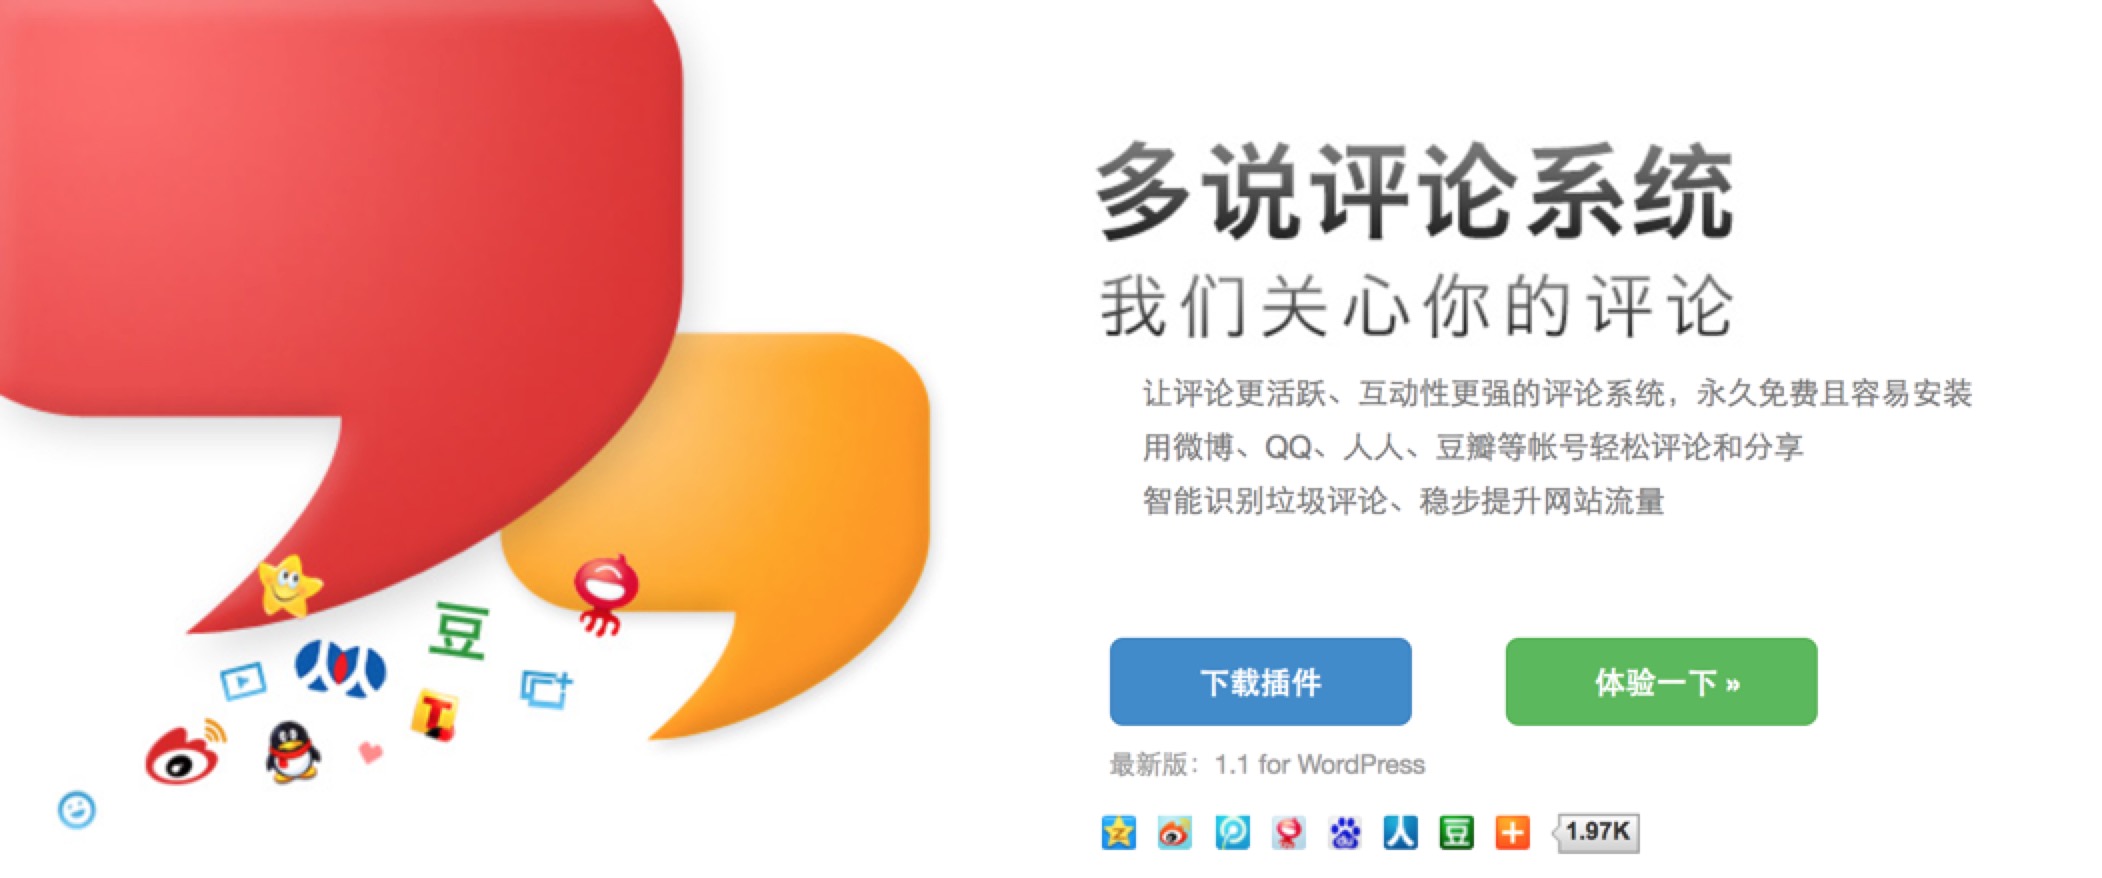 多说评论系统
我们关心你的评论
让评论更活跃、互动性更强的评论系统，永久免费且容易安装
用微博、QQ、人人、豆瓣等帐号轻松评论和分享
智能识别垃圾评论、稳步提升网站流量
豆
T
下载插件
体验一下 »
最新版：1.1 for WordPress
Z
du
人
豆
1.97K